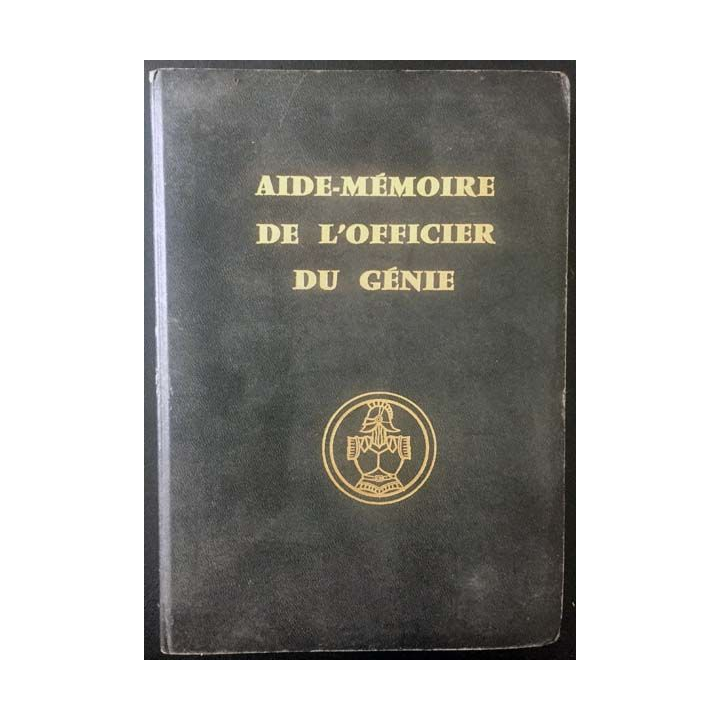 AIDE-MÉMOIRE
DE L'OFFICIER
DU GÉNIE